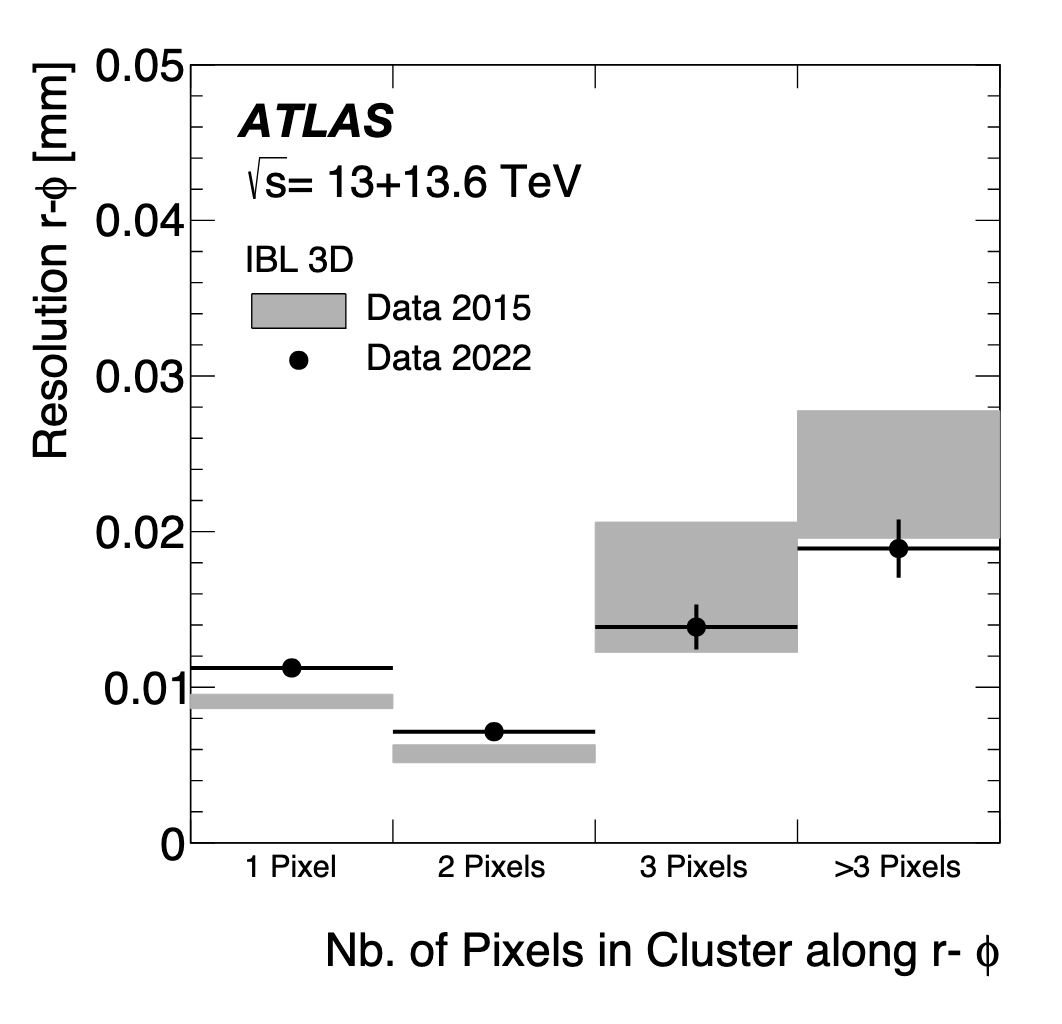 Resolution r-ϕ [mm]
0.05
0.04
0.03
0.02
0.01
0
ATLAS
√s= 13+13.6 TeV
IBL 3D
Data 2015
Data 2022
1 Pixel
2 Pixels
3 Pixels
>3 Pixels
Nb. of Pixels in Cluster along r- ϕ